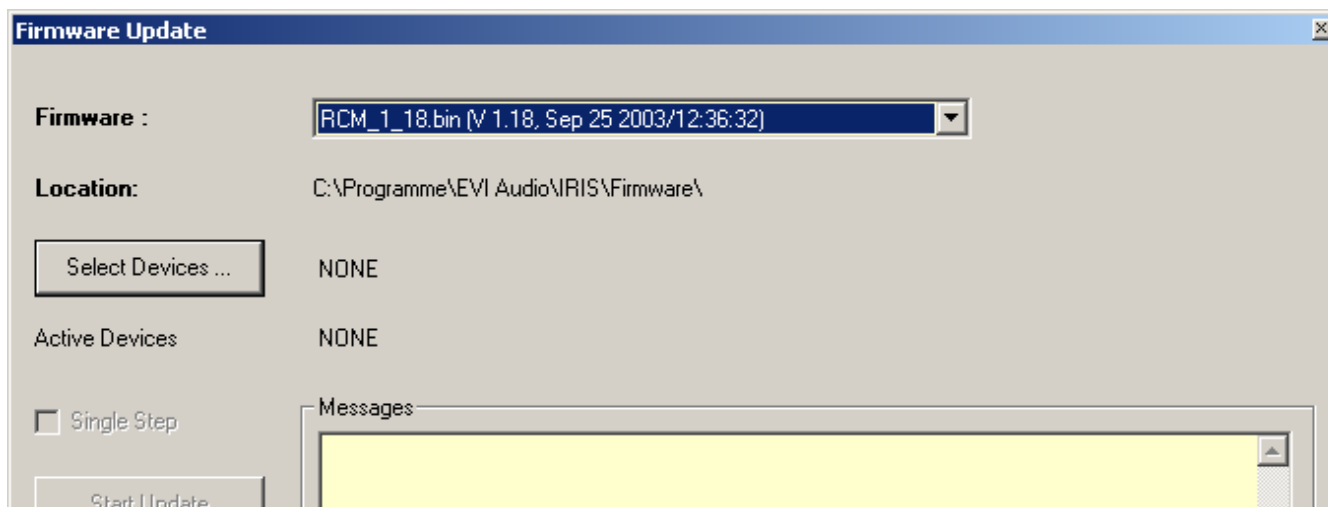 Firmware Update
Firmware :
RCM_1_18.bin (V 1.18, Sep 25 2003/12:36:32)
Location:
C:\Programme\EVI Audio\IRIS\Firmware\
Select Devices ...
NONE
Active Devices
NONE
Single Step
Messages
Start Update